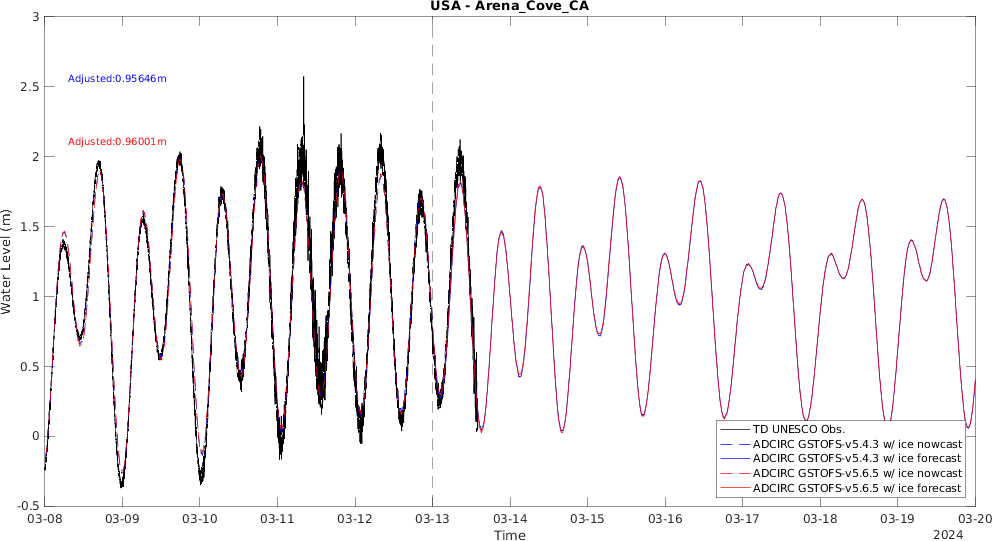 USA - Arena_Cove_CA
3
2.5
2
1.5
1
0.5
0
-0.5
Water Level (m)
Adjusted:0.95646m
Adjusted:0.96001m
TD UNESCO Obs.
ADCIRC GSTOFS-v5.4.3 w/ ice nowcast
ADCIRC GSTOFS-v5.4.3 w/ ice forecast
ADCIRC GSTOFS-v5.6.5 w/ ice nowcast
ADCIRC GSTOFS-v5.6.5 w/ ice forecast
03-08 03-09 03-10 03-11 03-12 03-13 03-14 03-15 03-16 03-17 03-18 03-19 03-20
Time
2024